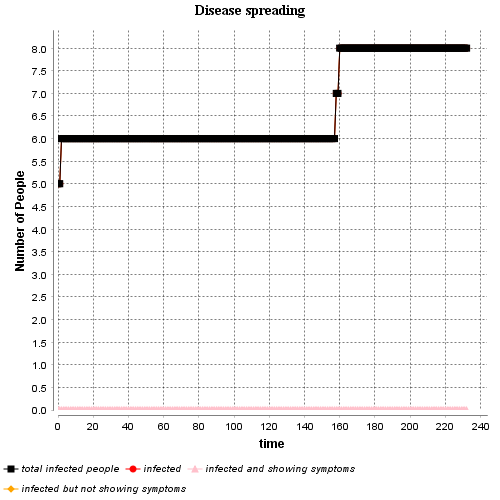 Disease spreading
8.0
7.5
7.0
6.5
6.0
5.5
5.0
4.5
4.0
3.5
3.0
2.5
2.0
1.5
1.0
0.5
0.0
Number of People
0 20 40 60 80 100 120 140 160 180 200 220 240
time
total infected people infected infected and showing symptoms
infected but not showing symptoms